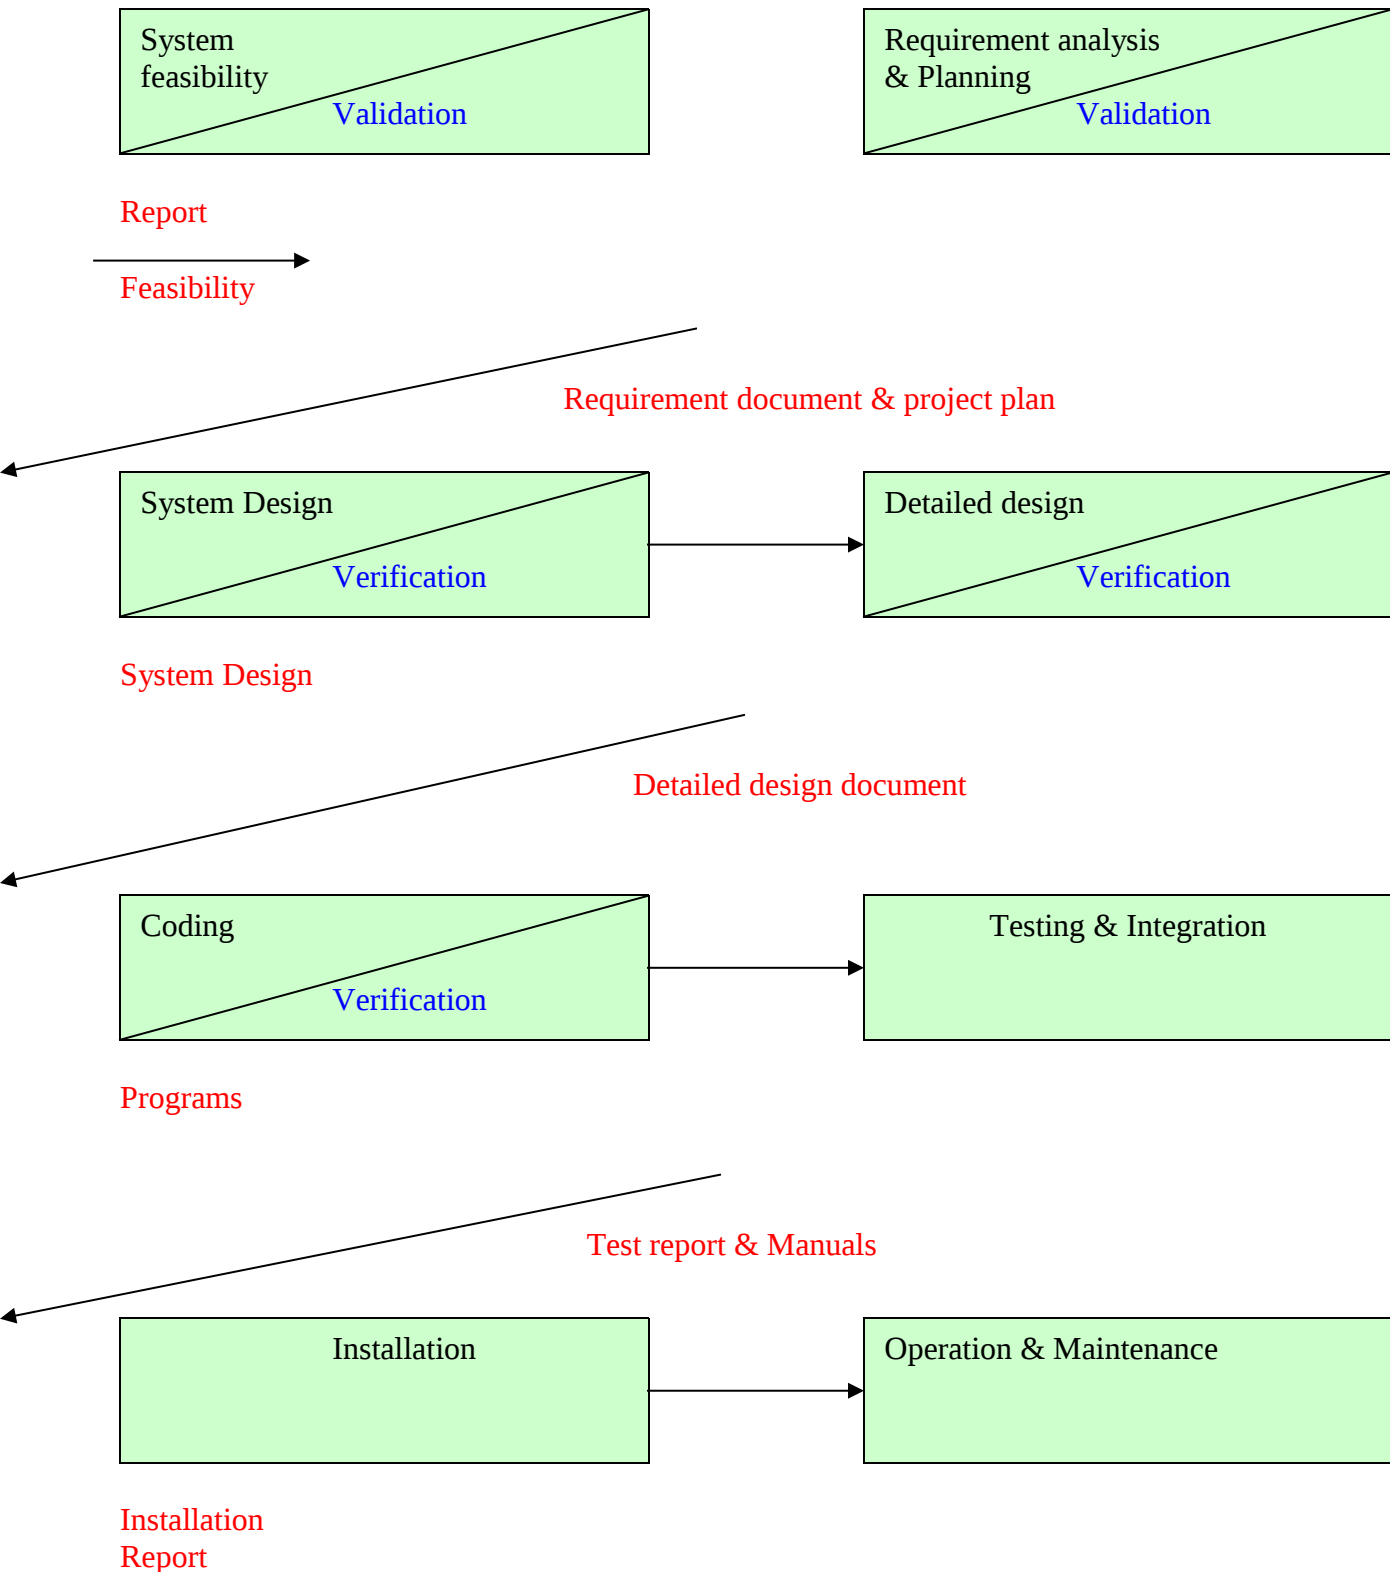 System
feasibility
Validation
Requirement analysis
& Planning
Validation
Report
Feasibility
Requirement document & project plan
System Design
Verification
Detailed design
Verification
System Design
Detailed design document
Coding
Verification
Testing & Integration
Programs
Test report & Manuals
Installation
Operation & Maintenance
Installation
Report